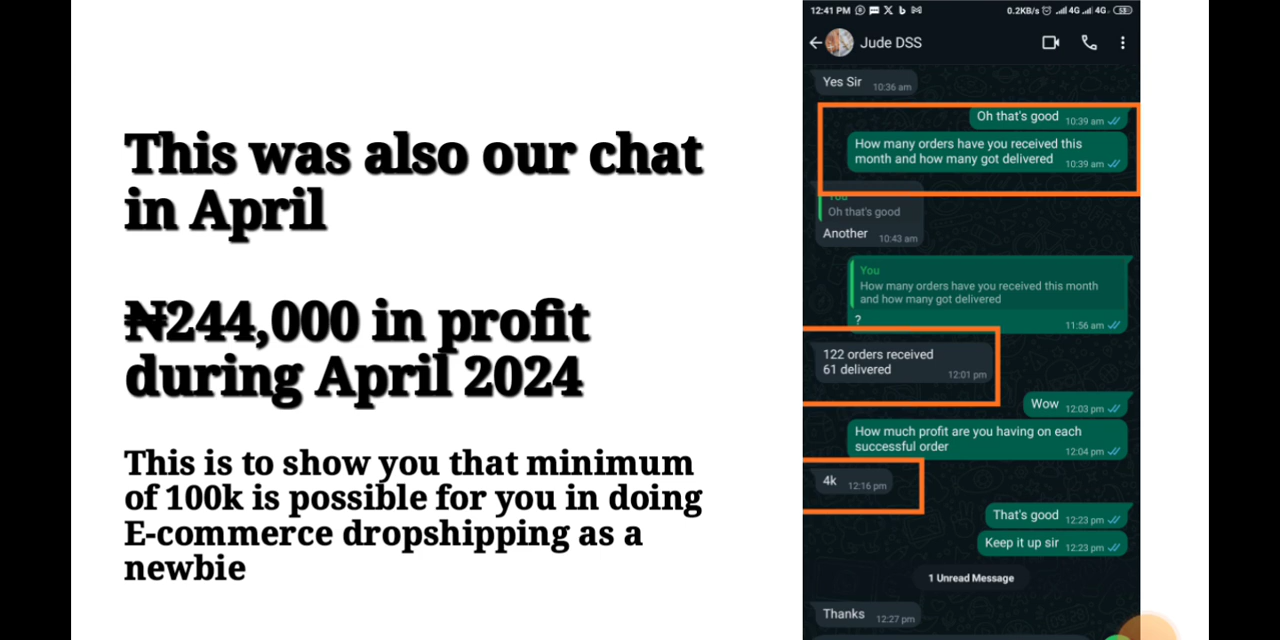 This was also our chat
in April
₦244,000 in profit
during April 2024
This is to show you that minimum
of 100k is possible for you in doing
E-commerce dropshipping as a
newbie
12:41 PM
0.2KB/s 4G 4G 58
Jude DSS
Yes Sir 10:36 am
Oh that's good 10:39 am
How many orders have you received this
month and how many got delivered 10:39 am
You
Oh that's good
Another 10:43 am
You
How many orders have you received this month
and how many got delivered
? 11:56 am
122 orders received
61 delivered 12:01 pm
Wow 12:03 pm
How much profit are you having on each
successful order 12:04 pm
4k 12:16 pm
That's good 12:23 pm
Keep it up sir 12:23 pm
1 Unread Message
Thanks 12:27 pm